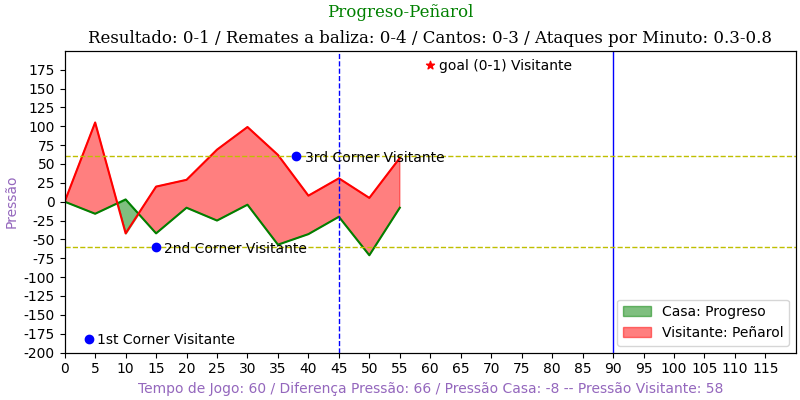 Progreso-Peñarol
Resultado: 0-1 / Remates a baliza: 0-4 / Cantos: 0-3 / Ataques por Minuto: 0.3-0.8
goal (0-1) Visitante
3rd Corner Visitante
2nd Corner Visitante
1st Corner Visitante
Pressão
175
150
125
100
75
50
25
0
-25
-50
-75
-100
-125
-150
-175
-200
Casa: Progreso
Visitante: Peñarol
0 5 10 15 20 25 30 35 40 45 50 55 60 65 70 75 80 85 90 95 100 105 110 115
Tempo de Jogo: 60 / Diferença Pressão: 66 / Pressão Casa: -8 -- Pressão Visitante: 58